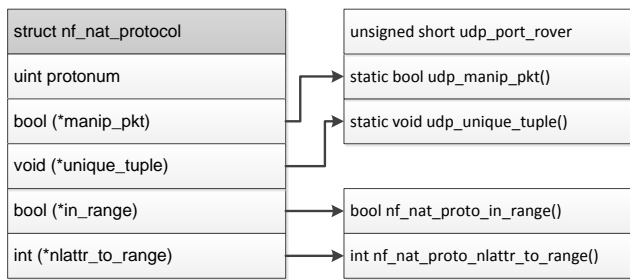 struct nf_nat_protocol
uint protonum
bool (*manip_pkt)
void (*unique_tuple)
bool (*in_range)
int (*nlattr_to_range)
unsigned short udp_port_rover
static bool udp_manip_pkt()
static void udp_unique_tuple()
bool nf_nat_proto_in_range()
int nf_nat_proto_nlattr_to_range()